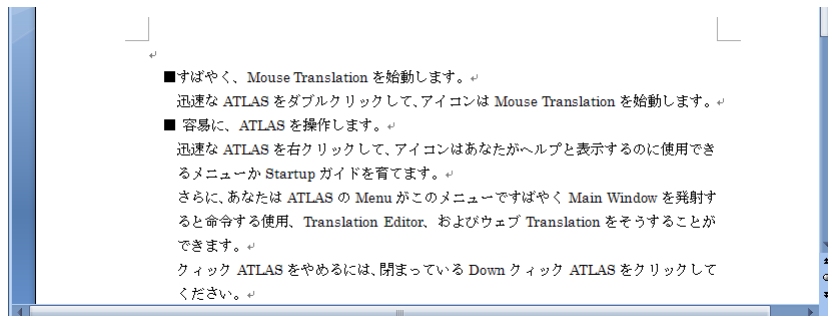 ■すばやく、Mouse Translation を始動します。
迅速な ATLAS をダブルクリックして、アイコンは Mouse Translation を始動します。
■ 容易に、ATLAS を操作します。
迅速な ATLAS を右クリックして、アイコンはあなたがヘルプと表示するのに使用でき
るメニューか Startup ガイドを育てます。
さらに、あなたは ATLAS の Menu がこのメニューですばやく Main Window を発射す
ると命令する使用、Translation Editor、およびウェブ Translation をそうすることが
できます。
クィック ATLAS をやめるには、閉まっている Down クィック ATLAS をクリックして
ください。